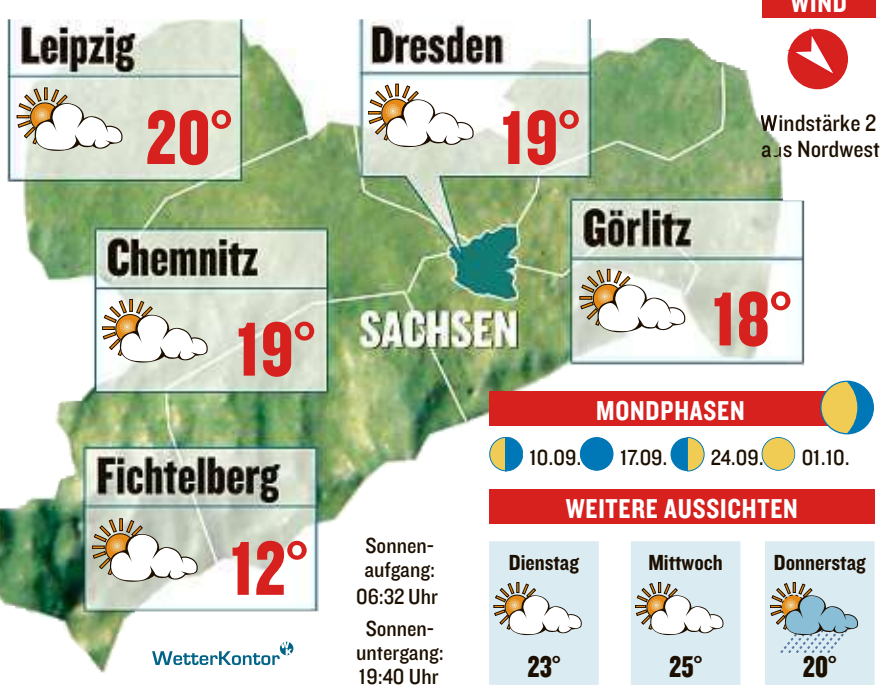 WIND
Windstärke 2
aus Nordwest
Leipzig
20°
Dresden
19°
Görlitz
18°
Chemnitz
19°
SACHSEN
Fichtelberg
12°
MONDPHASEN
10.09. 17.09. 24.09. 01.10.
WEITERE AUSSICHTEN
Dienstag
23°
Mittwoch
25°
Donnerstag
20°
Sonnen-
aufgang:
06:32 Uhr
Sonnen-
untergang:
19:40 Uhr
WetterKontor